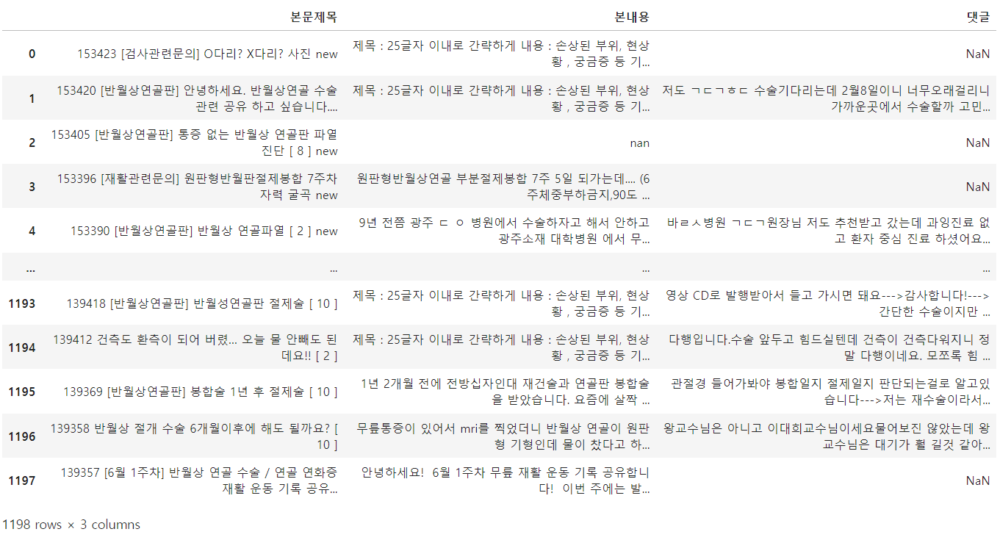 본문제목 본내용 댓글
0 153423 [검사관련문의] O다리? X다리? 사진 new 제목 : 25글자 이내로 간략하게 내용 : 손상된 부위, 현상
황 , 궁금증 등 기... NaN
1 153420 [반월상연골판] 안녕하세요. 반월상연골 수술
관련 공유 하고 싶습니다.... 제목 : 25글자 이내로 간략하게 내용 : 손상된 부위, 현상
황 , 궁금증 등 기... 저도 ㄱㄷㄱㅎㄷ 수술기다리는데 2월8일이니 너무오래걸리니
가까운곳에서 수술할까 고민...
2 153405 [반월상연골판] 통증 없는 반월상 연골판 파열
진단 [ 8 ] new nan NaN
3 153396 [재활관련문의] 원판형반월판절제봉합 7주차
자력 굴곡 new 원판형반월상연골 부분절제봉합 7주 5일 되가는데.... (6
주체중부하금지,90도 ... NaN
4 153390 [반월상연골판] 반월상 연골파열 [ 2 ] new 9년 전쯤 광주 ㄷ ㅇ 병원에서 수술하자고 해서 안하고
광주소재 대학병원 에서 무... 바ㄹㅅ병원 ㄱㄷㄱ원장님 저도 추천받고 갔는데 과잉진료 없
고 환자 중심 진료 하셨어요...
... ... ... ...
1193 139418 [반월상연골판] 반월성연골판 절제술 [ 10 ] 제목 : 25글자 이내로 간략하게 내용 : 손상된 부위, 현상
황 , 궁금증 등 기... 영상 CD로 발행받아서 들고 가시면 돼요--->감사합니다!--->
간단한 수술이지만 ...
1194 139412 건측도 환측이 되어 버렸... 오늘 물 안빼도 된
데요!! [ 2 ] 제목 : 25글자 이내로 간략하게 내용 : 손상된 부위, 현상
황 , 궁금증 등 기... 다행입니다.수술 앞두고 힘드실텐데 건측이 건측다워지니 정
말 다행이네요. 모쪼록 힘 ...
1195 139369 [반월상연골판] 봉합술 1년 후 절제술 [ 10 ] 1년 2개월 전에 전방십자인대 재건술과 연골판 봉합술
을 받았습니다. 요즘에 살짝 ... 관절경 들어가봐야 봉합일지 절제일지 판단되는걸로 알고있
습니다--->저는 재수술이라서...
1196 139358 반월상 절개 수술 6개월이후에 해도 될까요? [
10 ] 무릎통증이 있어서 mri를 찍었더니 반월상 연골이 원판
형 기형인데 물이 찼다고 하... 왕교수님은 아니고 이대희교수님이세요물어보진 않았는데 왕
교수님은 대기가 훨 길것 같아...
1197 139357 [6월 1주차] 반월상 연골 수술 / 연골 연화증
재활 운동 기록 공유... 안녕하세요! 6월 1주차 무릎 재활 운동 기록 공유합니
다! 이번 주에는 발... NaN
1198 rows × 3 columns